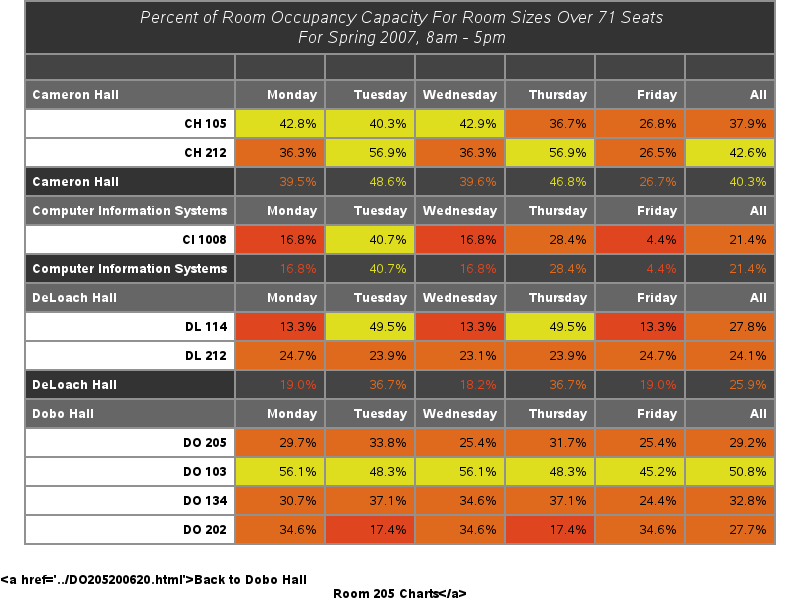 Percent of Room Occupancy Capacity For Room Sizes Over 71 Seats
For Spring 2007, 8am - 5pm
Cameron Hall Monday Tuesday Wednesday Thursday Friday All
CH 105 42.8% 40.3% 42.9% 36.7% 26.8% 37.9%
CH 212 36.3% 56.9% 36.3% 56.9% 26.5% 42.6%
Cameron Hall 39.5% 48.6% 39.6% 46.8% 26.7% 40.3%
Computer Information Systems Monday Tuesday Wednesday Thursday Friday All
CI 1008 16.8% 40.7% 16.8% 28.4% 4.4% 21.4%
Computer Information Systems 16.8% 40.7% 16.8% 28.4% 4.4% 21.4%
DeLoach Hall Monday Tuesday Wednesday Thursday Friday All
DL 114 13.3% 49.5% 13.3% 49.5% 13.3% 27.8%
DL 212 24.7% 23.9% 23.1% 23.9% 24.7% 24.1%
DeLoach Hall 19.0% 36.7% 18.2% 36.7% 19.0% 25.9%
Dobo Hall Monday Tuesday Wednesday Thursday Friday All
DO 205 29.7% 33.8% 25.4% 31.7% 25.4% 29.2%
DO 103 56.1% 48.3% 56.1% 48.3% 45.2% 50.8%
DO 134 30.7% 37.1% 34.6% 37.1% 24.4% 32.8%
DO 202 34.6% 17.4% 34.6% 17.4% 34.6% 27.7%
<a href='../DO205200620.html'>Back to Dobo Hall
Room 205 Charts</a>